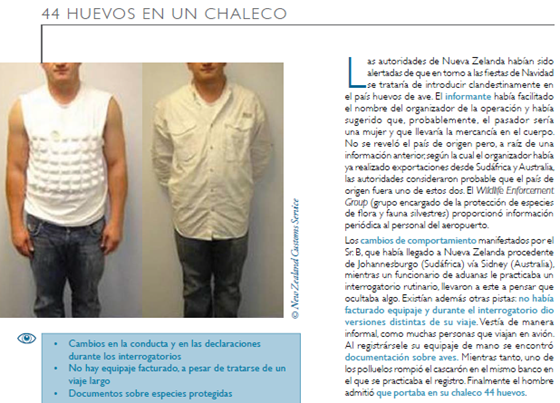 44 HUEVOS EN UN CHALECO
Las autoridades de Nueva Zelanda habían sido
alertadas de que en torno a las fiestas de Navidad
se trataría de introducir clandestinamente en
el país huevos de ave. El informante había facilitado
el nombre del organizador de la operación y había
sugerido que, probablemente, el pasador sería
una mujer y que llevaría la mercancía en el cuerpo.
No se reveló el país de origen pero, a raíz de una
información anterior, según la cual el organizador había
ya realizado exportaciones desde Sudáfrica y Australia,
las autoridades consideraron probable que el país de
origen fuera uno de estos dos. El Wildlife Enforcement
Group (grupo encargado de la protección de especies
de flora y fauna silvestres) proporcionó información
periódica al personal del aeropuerto.
Los cambios de comportamiento manifestados por el
Sr. B, que había llegado a Nueva Zelanda procedente
de Johannesburgo (Sudáfrica) vía Sidney (Australia),
mientras un funcionario de aduanas le practicaba un
interrogatorio rutinario, llevaron a este a pensar que
ocultaba algo. Existían además otras pistas: no había
facturado equipaje y durante el interrogatorio dio
versiones distintas de su viaje. Vestía de manera
informal, como muchas personas que viajan en avión.
Al registrársele su equipaje de mano se encontró
documentación sobre aves. Mientras tanto, uno de
los polluelos rompió el cascarón en el mismo banco en
el que se practicaba el registro. Finalmente el hombre
admitió que portaba en su chaleco 44 huevos.
© New Zealand Customs Service
• Cambios en la conducta y en las declaraciones
durante los interrogatorios
• No hay equipaje facturado, a pesar de tratarse de un
viaje largo
• Documentos sobre especies protegidas